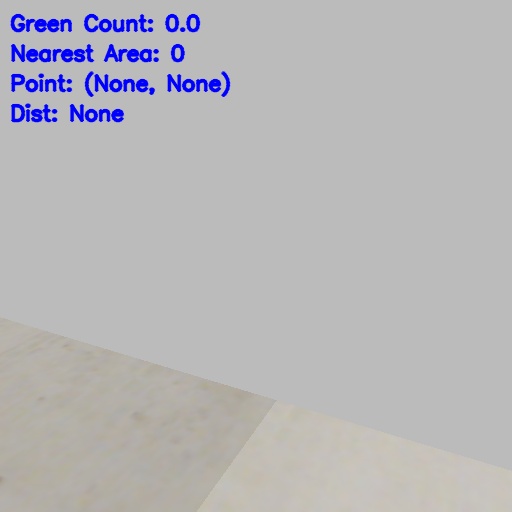 Green Count: 0.0
Nearest Area: 0
Point: (None, None)
Dist: None